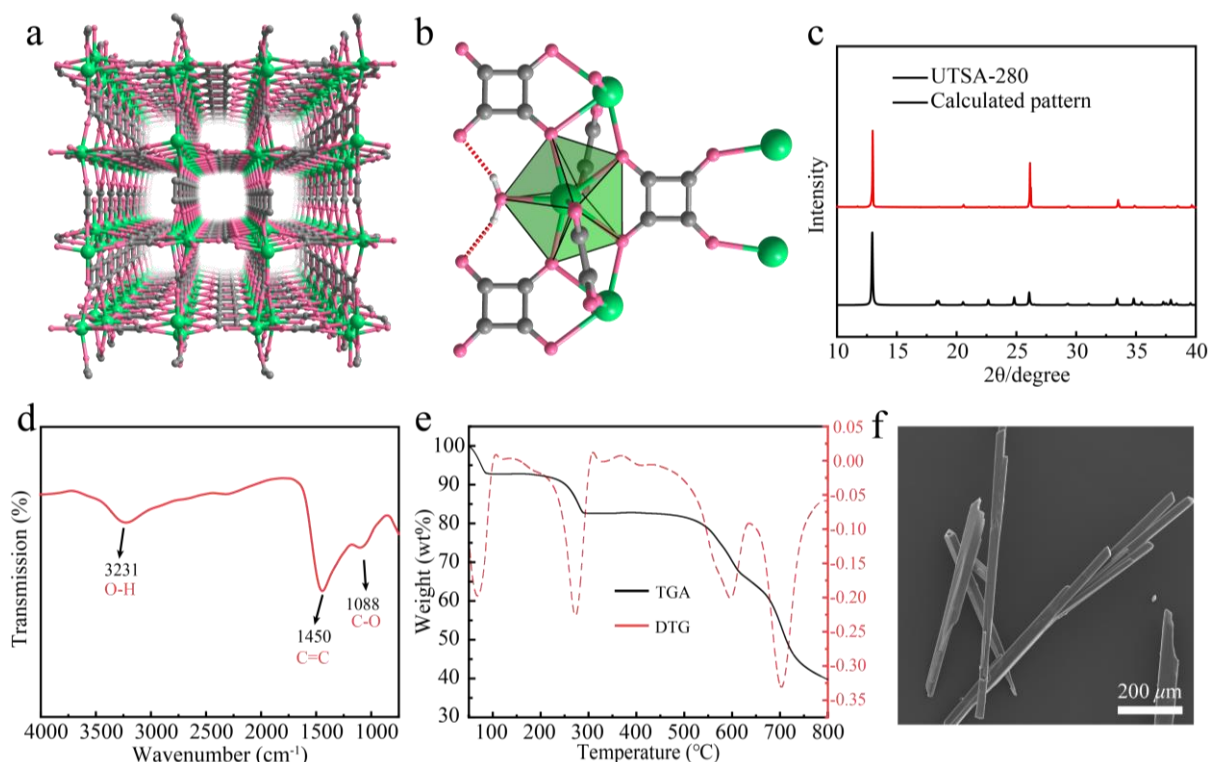 a
b
c
UTSA-280
Calculated pattern
Intensity
10 15 20 25 30 35 40
2θ/degree
d
Transmission (%)
3231
O-H
1450
C=C
1088
C-O
4000 3500 3000 2500 2000 1500 1000
Wavenumber (cm⁻¹)
e
Weight (wt%)
100
90
80
70
60
50
40
30
TGA
DTG
0.05
0.00
-0.05
-0.10
-0.15
-0.20
-0.25
-0.30
-0.35
100 200 300 400 500 600 700 800
Temperature (℃)
f
200 μm